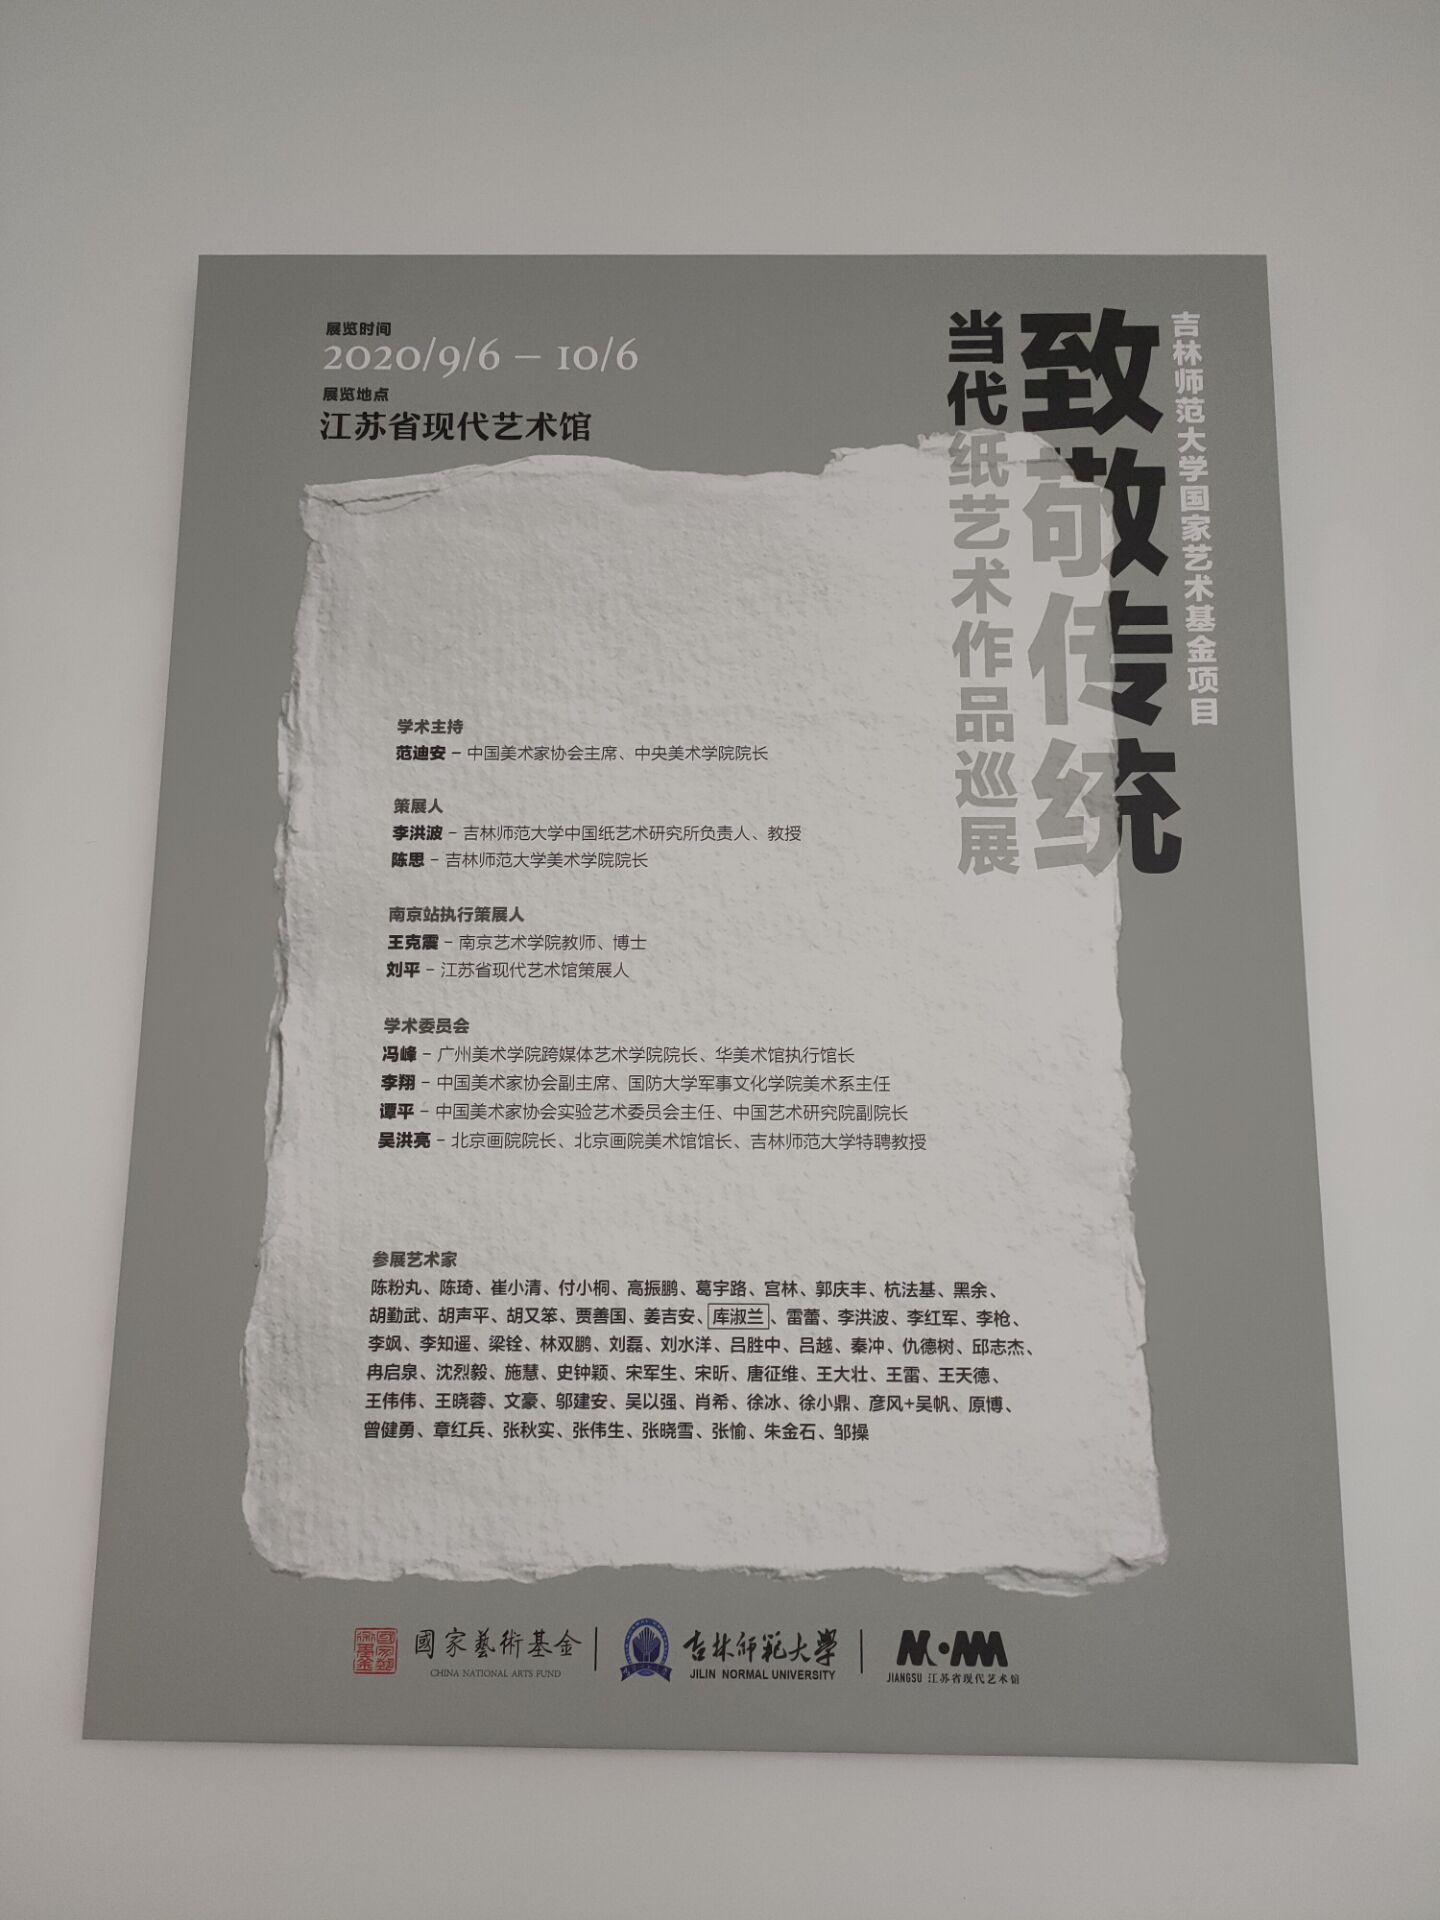 展览时间
2020/9/6 – 10/6
展览地点
江苏省现代艺术馆
吉林师范大学国家艺术基金项目
致敬传统
当代纸艺术作品巡展
学术主持
范迪安 – 中国美术家协会主席、中央美术学院院长
策展人
李洪波 – 吉林师范大学中国纸艺术研究所负责人、教授
陈思 – 吉林师范大学美术学院院长
南京站执行策展人
王克震 – 南京艺术学院教师、博士
刘平 – 江苏省现代艺术馆策展人
学术委员会
冯峰 – 广州美术学院跨媒体艺术学院院长、华美术馆执行馆长
李翔 – 中国美术家协会副主席、国防大学军事文化学院美术系主任
谭平 – 中国美术家协会实验艺术委员会主任、中国艺术研究院副院长
吴洪亮 – 北京画院院长、北京画院美术馆馆长、吉林师范大学特聘教授
参展艺术家
陈粉丸、陈琦、崔小清、付小桐、高振鹏、葛宇路、宫林、郭庆丰、杭法基、黑余、
胡勤武、胡声平、胡又笨、贾善国、姜吉安、库淑兰、雷蕾、李洪波、李红军、李枪、
李飒、李知遥、梁铨、林双鹏、刘磊、刘水洋、吕胜中、吕越、秦冲、仇德树、邱志杰、
冉启泉、沈烈毅、施慧、史钟颖、宋军生、宋昕、唐征维、王大壮、王雷、王天德、
王伟伟、王晓蓉、文豪、邬建安、吴以强、肖希、徐冰、徐小鼎、彦风+吴帆、原博、
曾健勇、章红兵、张秋实、张伟生、张晓雪、张愉、朱金石、邹操
國家藝術基金
CHINA NATIONAL ARTS FUND
吉林师范大学
JILIN NORMAL UNIVERSITY
JIANGSU 江苏省现代艺术馆